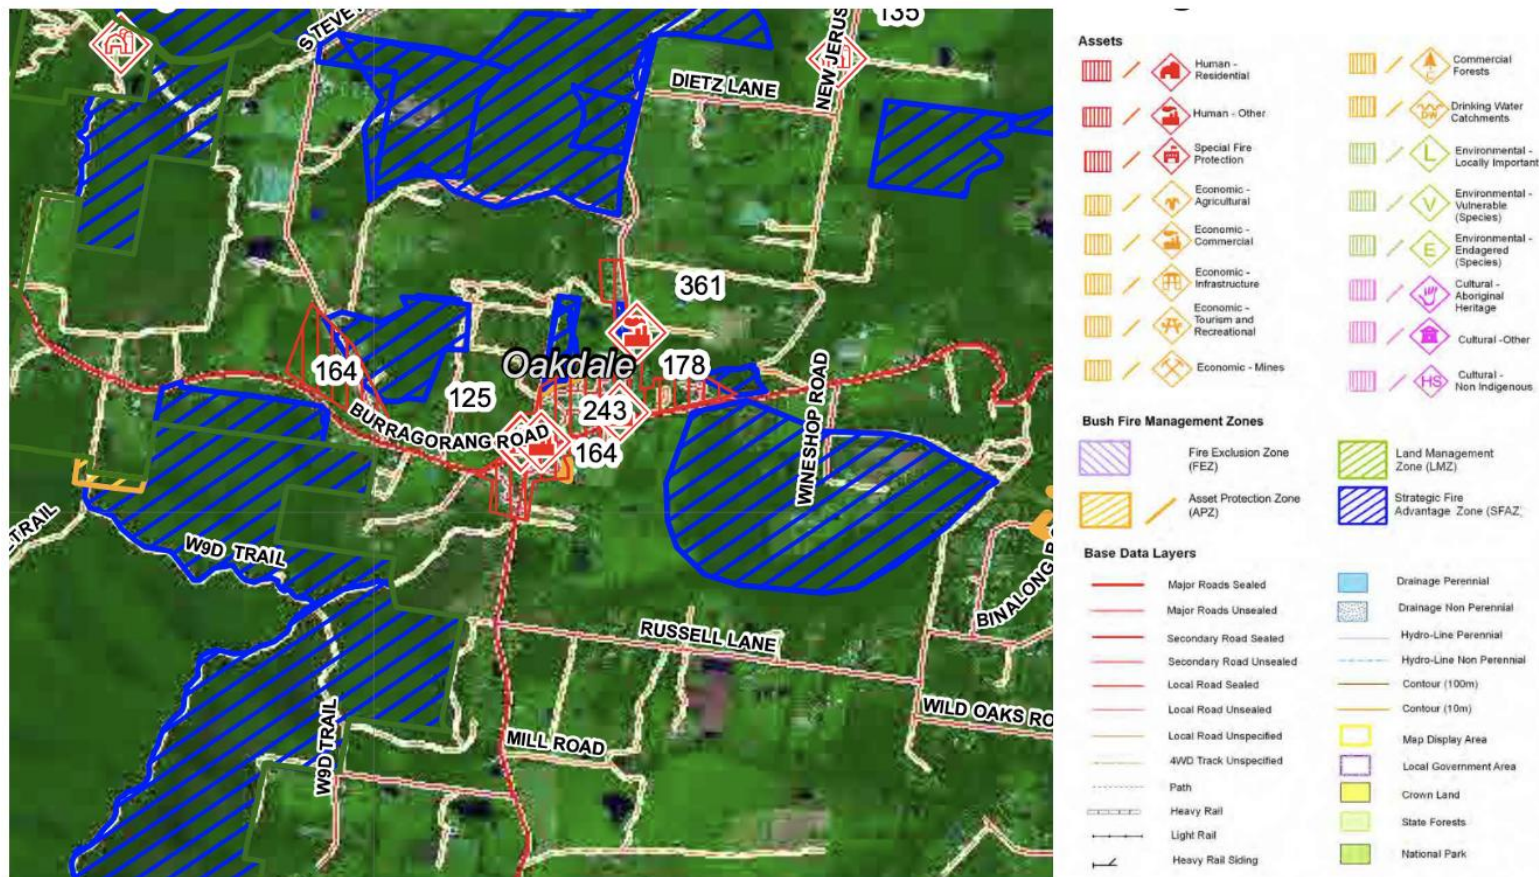 135
S TEVE
NEW JERUS
DIETZ LANE
361
Oakdale
178
164
125
243
BURRAGORANG ROAD
164
WINESHOP ROAD
TRAIL
W9D TRAIL
BINALONG
RUSSELL LANE
WILD OAKS RO
MILL ROAD
W9D TRAIL
Assets
Human -
Residential
Human - Other
Special Fire
Protection
Economic -
Agricultural
Economic -
Commercial
Economic -
Infrastructure
Economic -
Tourism and
Recreational
Economic - Mines
Commercial
Forests
C
Drinking Water
Catchments
DW
Environmental -
Locally Important
L
Environmental -
Vulnerable
(Species)
V
Environmental -
Endagered
(Species)
E
Cultural -
Aboriginal
Heritage
Cultural -Other
Cultural -
Non Indigenous
HS
Bush Fire Management Zones
Fire Exclusion Zone
(FEZ)
Asset Protection Zone
(APZ)
Land Management
Zone (LMZ)
Strategic Fire
Advantage Zone (SFAZ)
Base Data Layers
Major Roads Sealed
Major Roads Unsealed
Secondary Road Sealed
Secondary Road Unsealed
Local Road Sealed
Local Road Unsealed
Local Road Unspecified
4WD Track Unspecified
Path
Heavy Rail
Light Rail
Heavy Rail Siding
Drainage Perennial
Drainage Non Perennial
Hydro-Line Perennial
Hydro-Line Non Perennial
Contour (100m)
Contour (10m)
Map Display Area
Local Government Area
Crown Land
State Forests
National Park